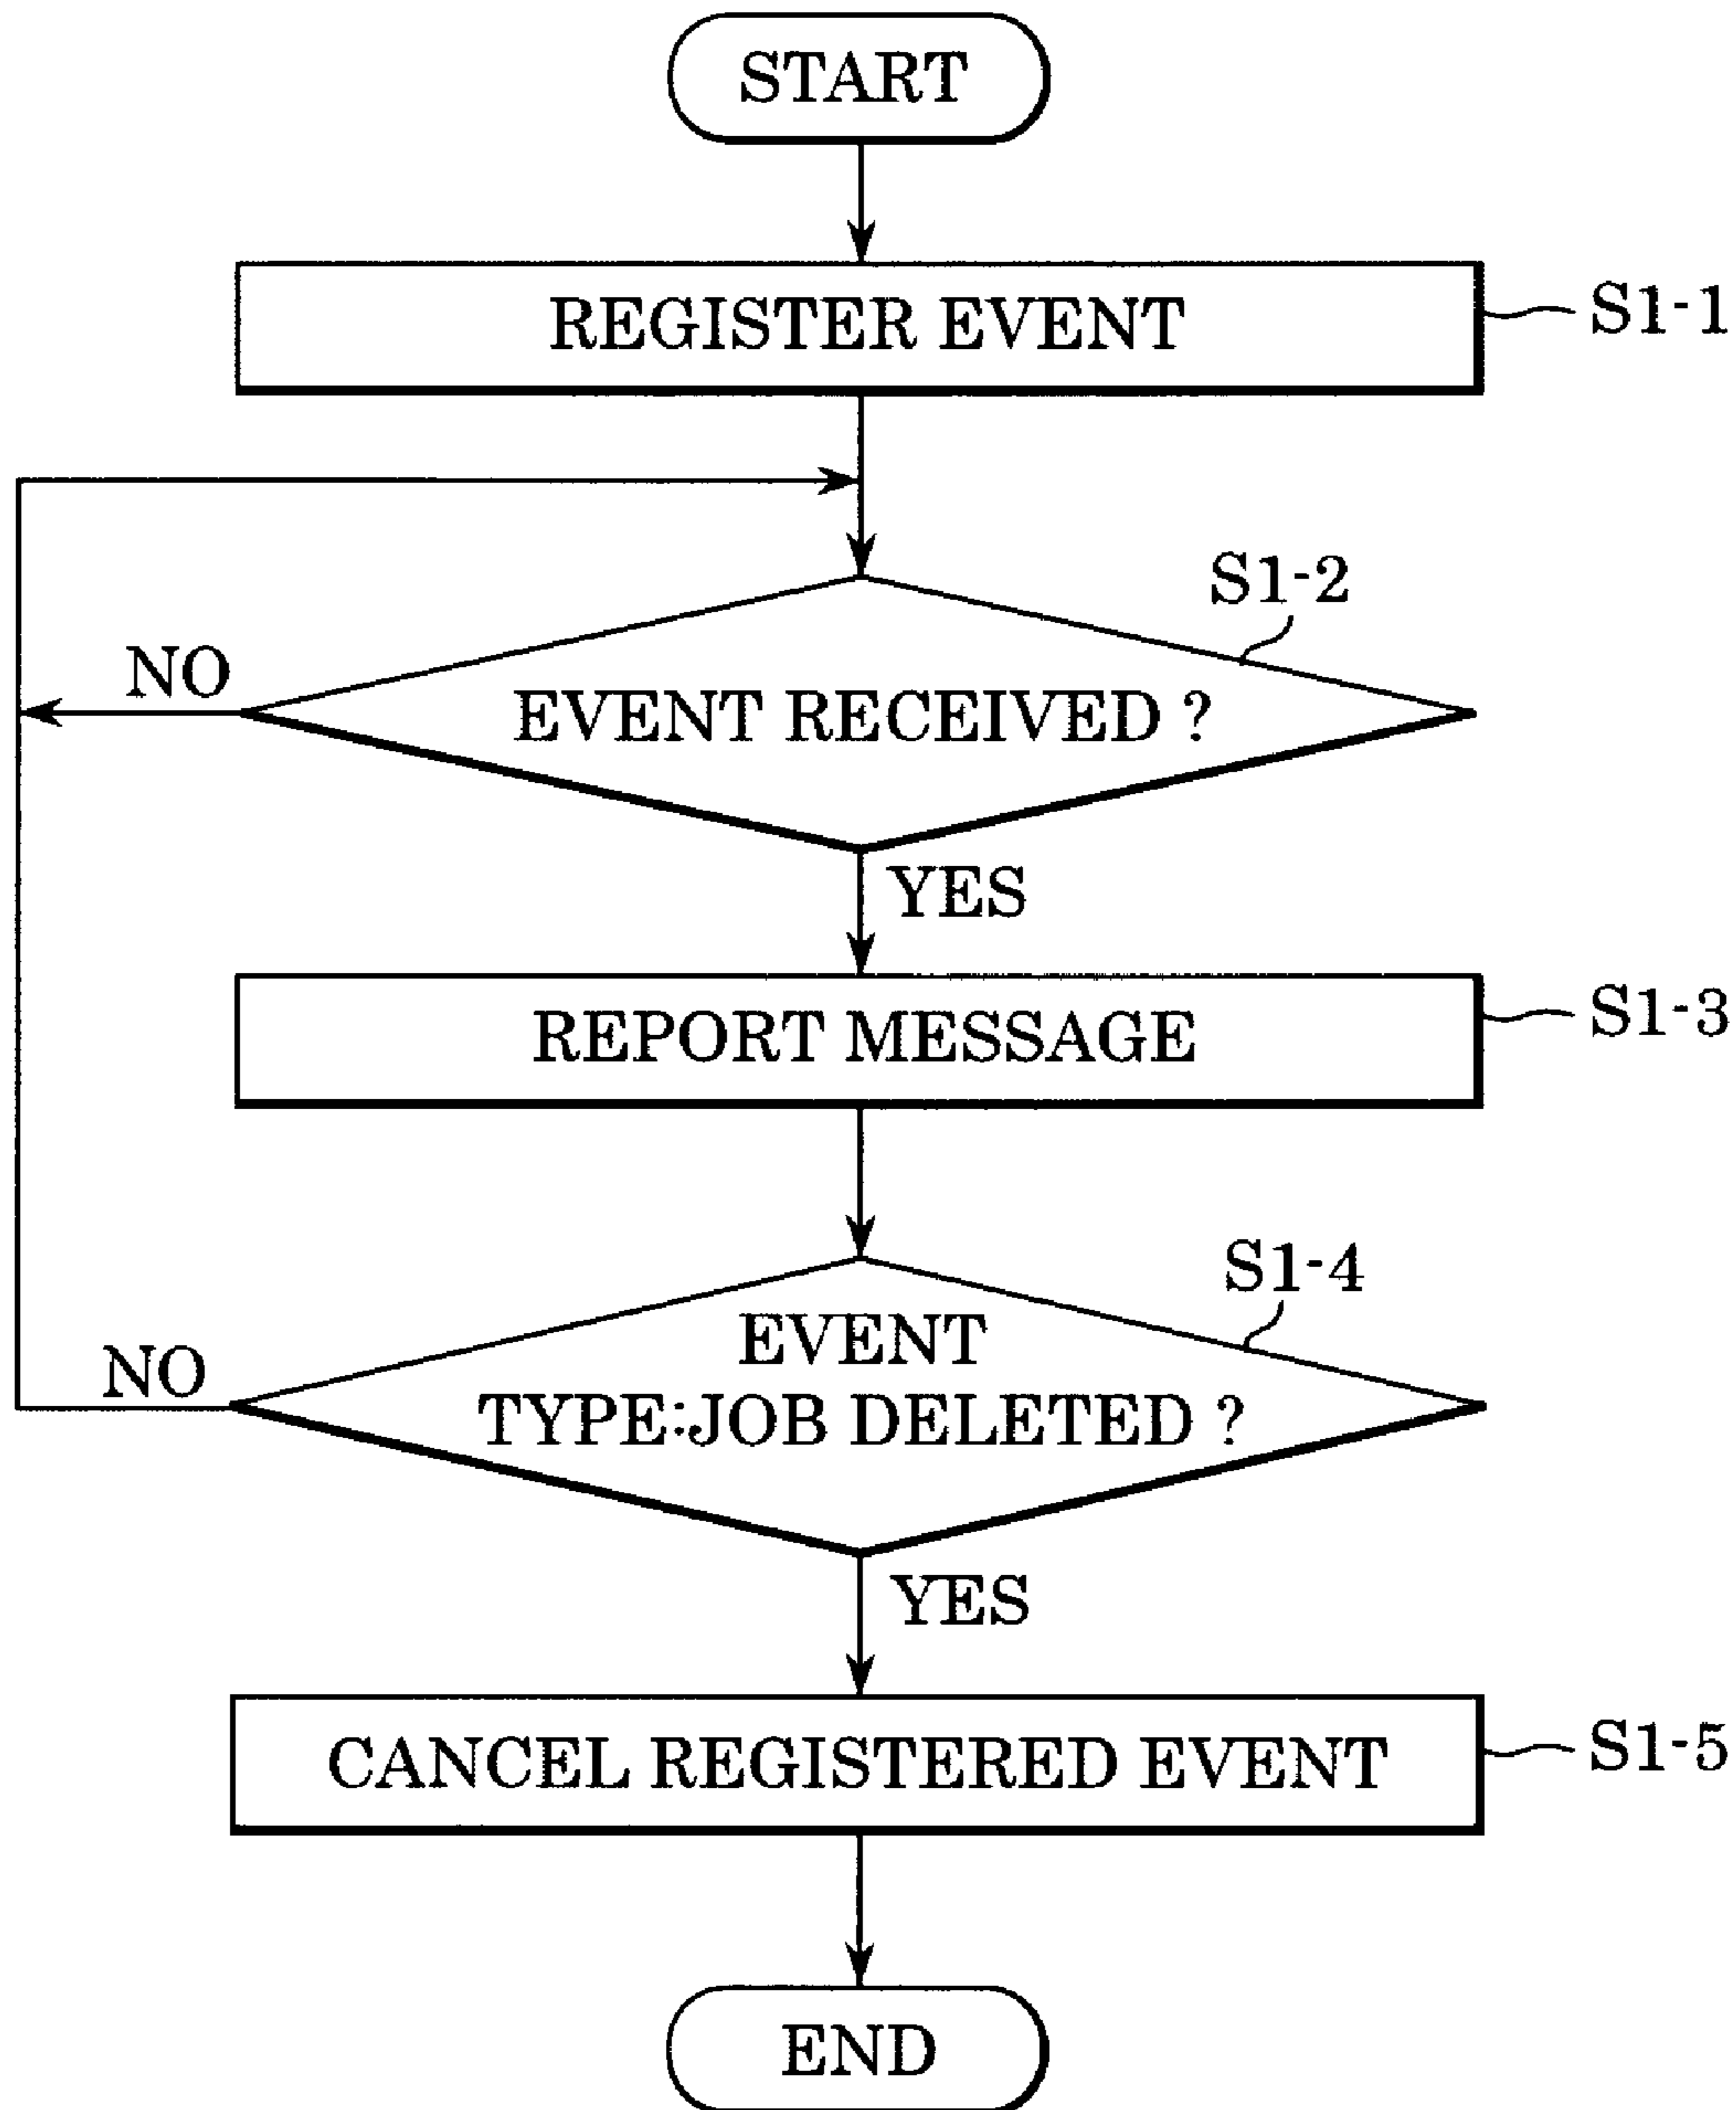 START
REGISTER EVENT
S1-1
S1-2
NO
EVENT RECEIVED ?
YES
REPORT MESSAGE
S1-3
S1-4
EVENT
NO
TYPE:JOB DELETED ?
YES
CANCEL REGISTERED EVENT
S1-5
END